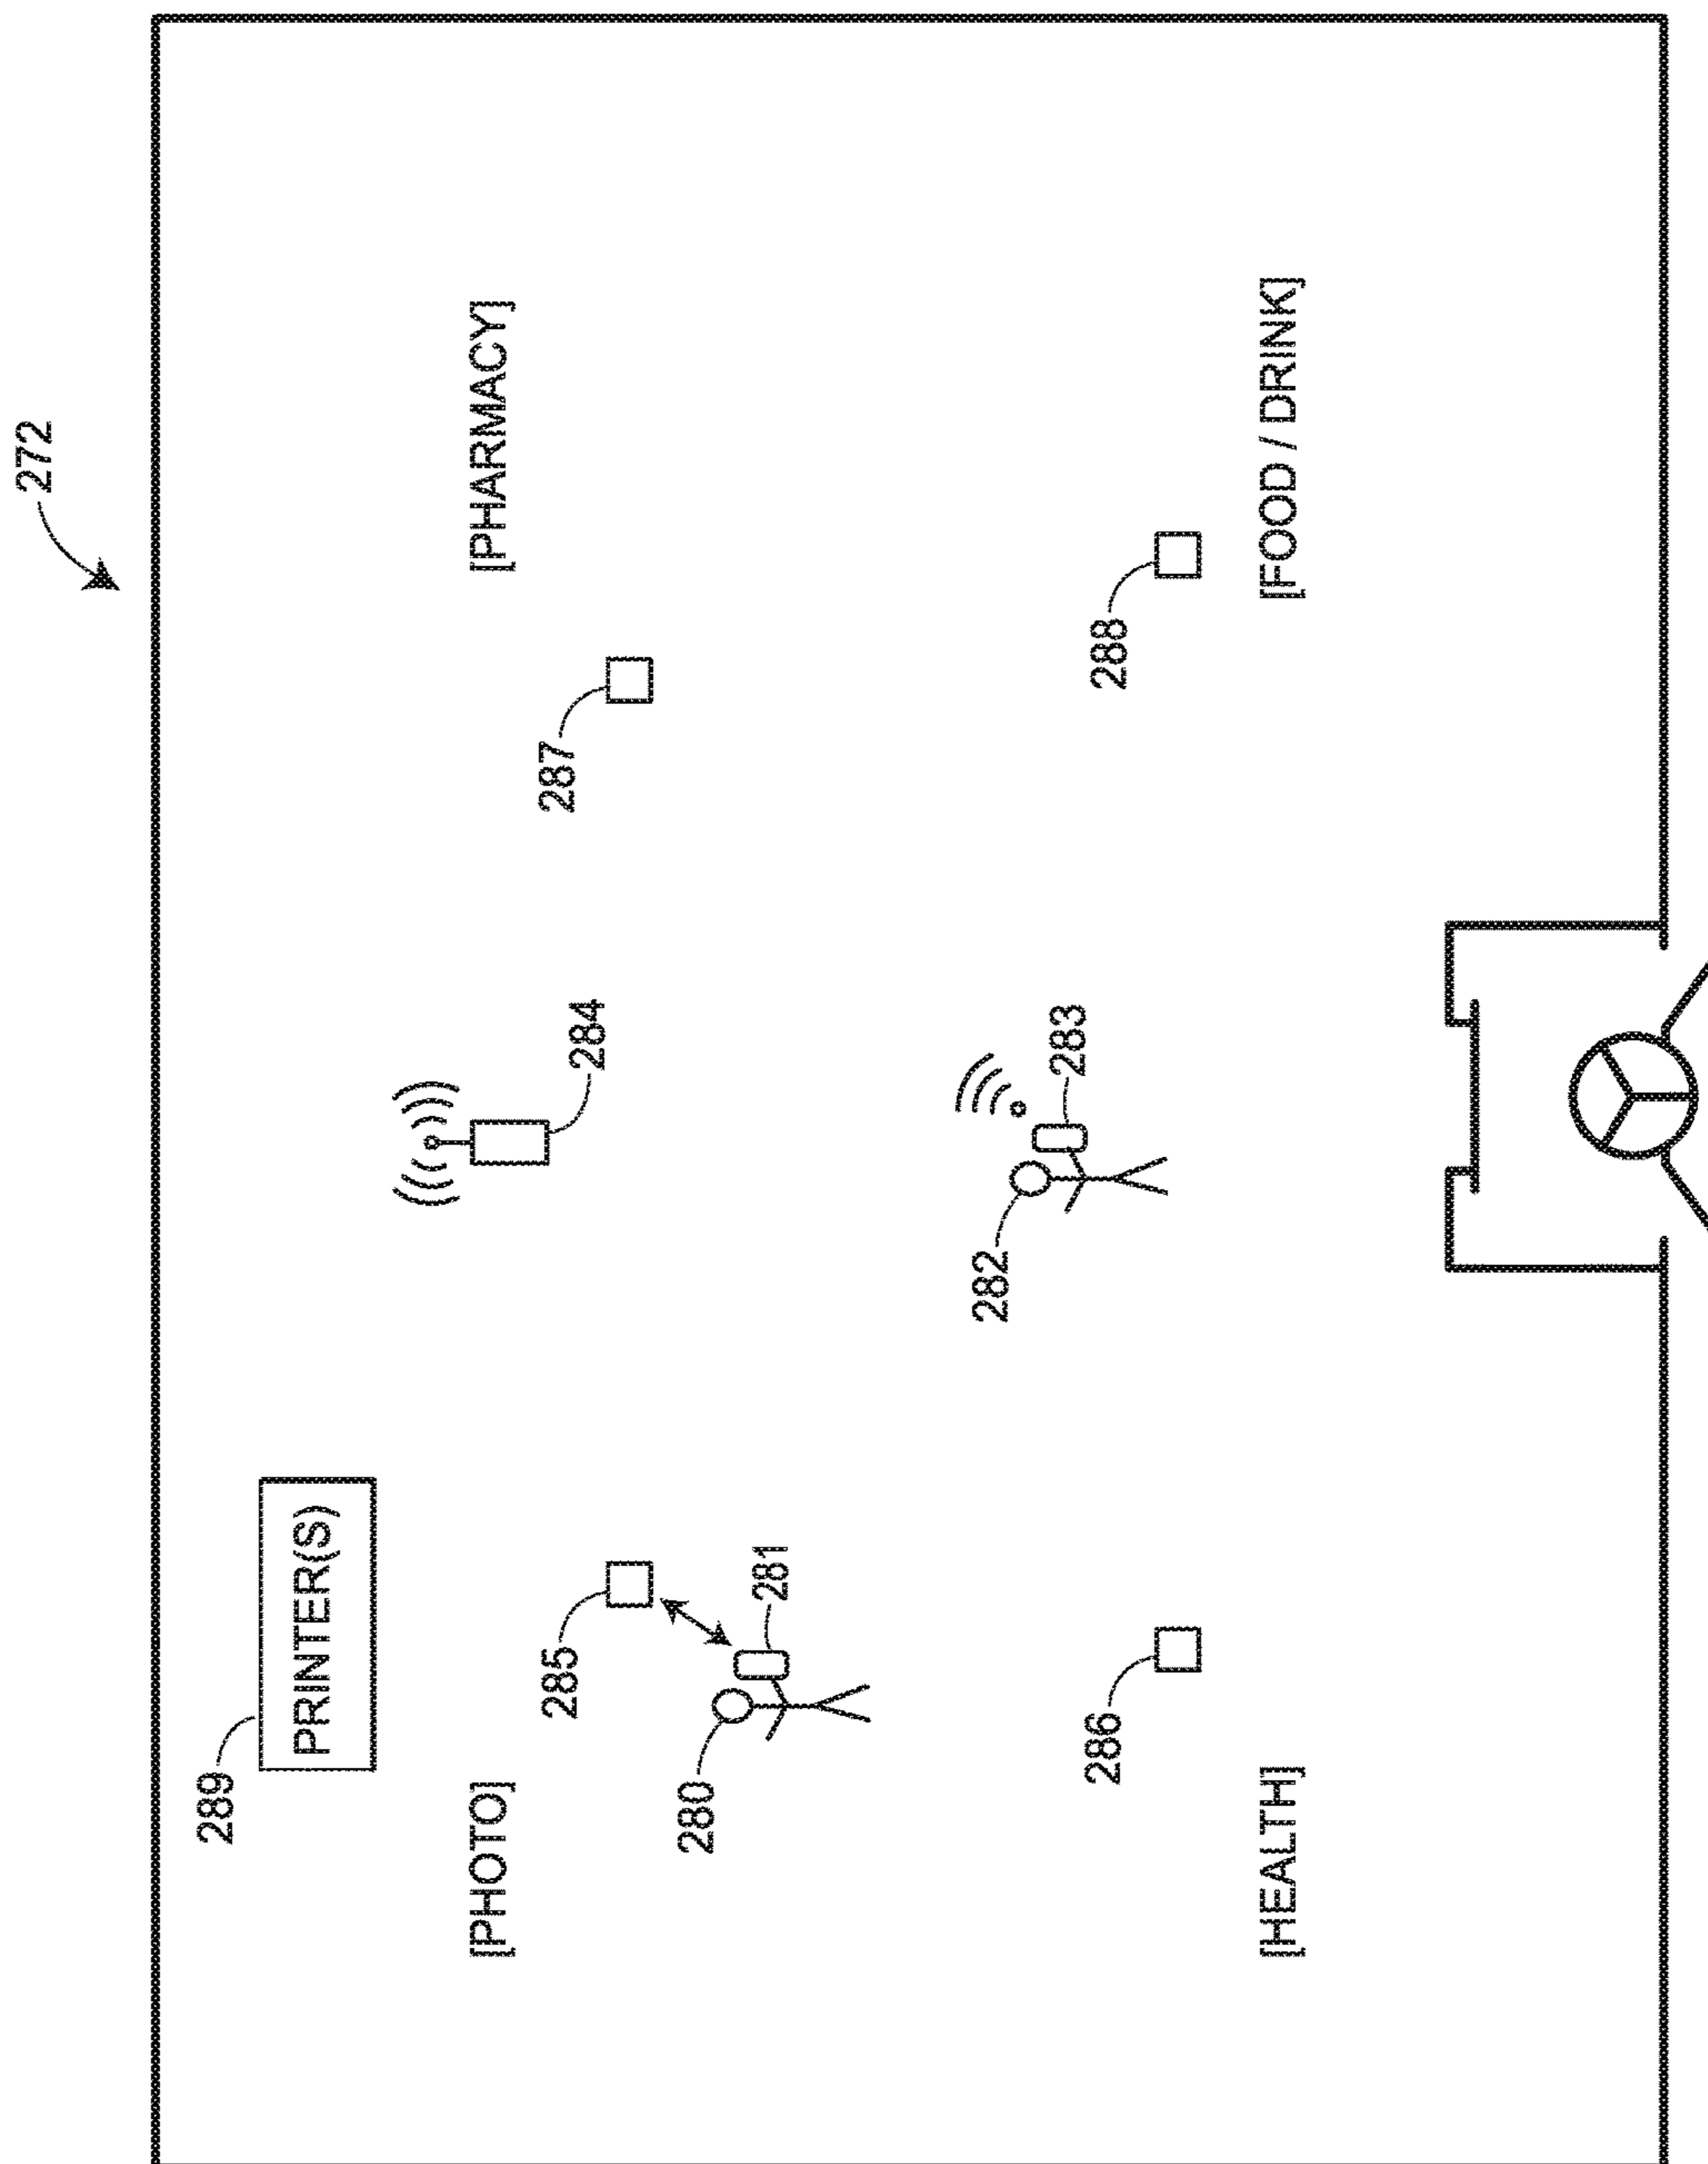 272
289
PRINTER(S)
[PHOTO]
[PHARMACY]
284
285
287
281
280
282
283
286
288
[HEALTH]
[FOOD / DRINK]